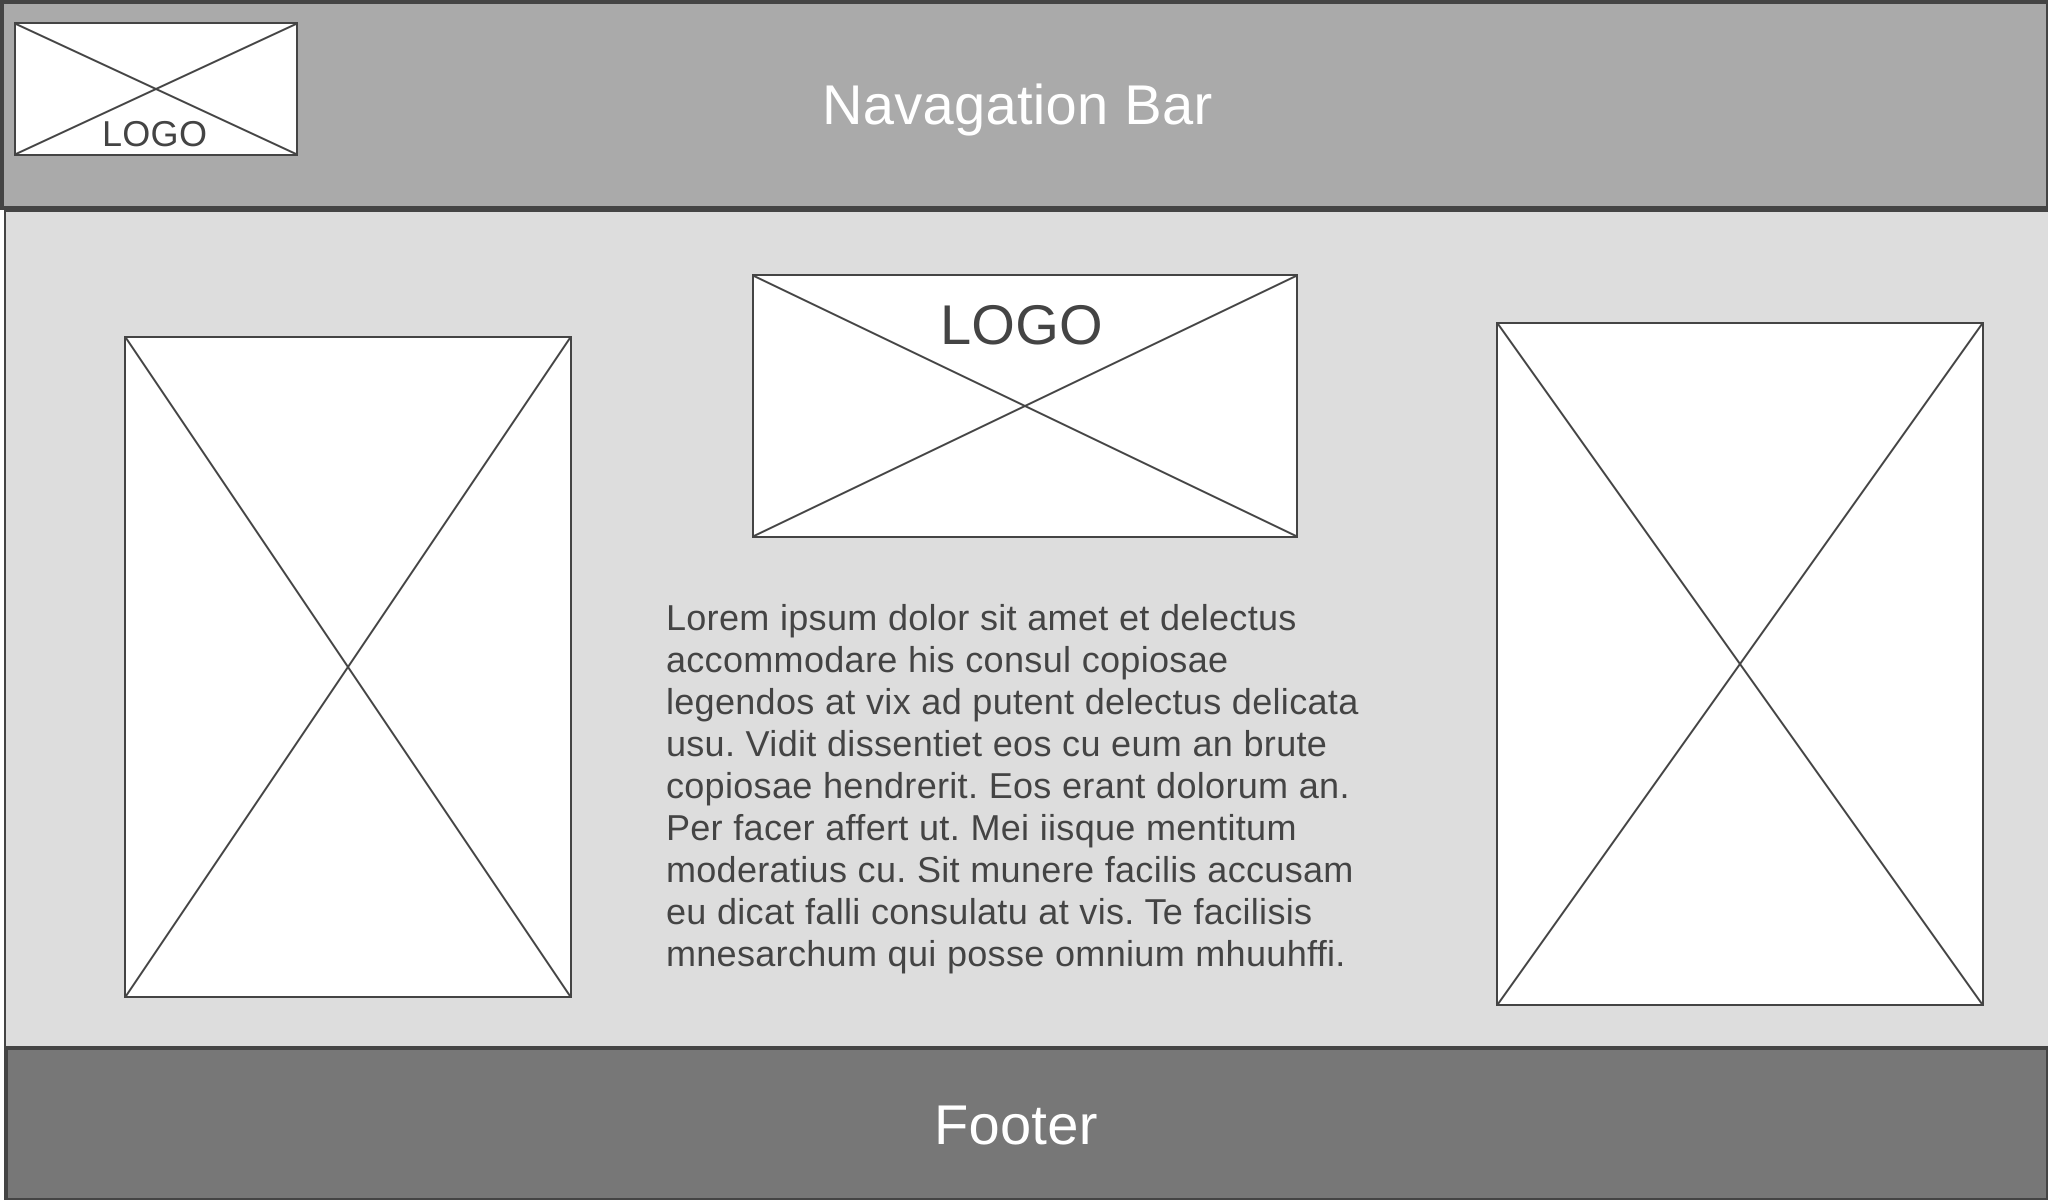 LOGO
Navagation Bar
LOGO
Lorem ipsum dolor sit amet et delectus
accommodare his consul copiosae
legendos at vix ad putent delectus delicata
usu. Vidit dissentiet eos cu eum an brute
copiosae hendrerit. Eos erant dolorum an.
Per facer affert ut. Mei iisque mentitum
moderatius cu. Sit munere facilis accusam
eu dicat falli consulatu at vis. Te facilisis
mnesarchum qui posse omnium mhuuhffi.
Footer